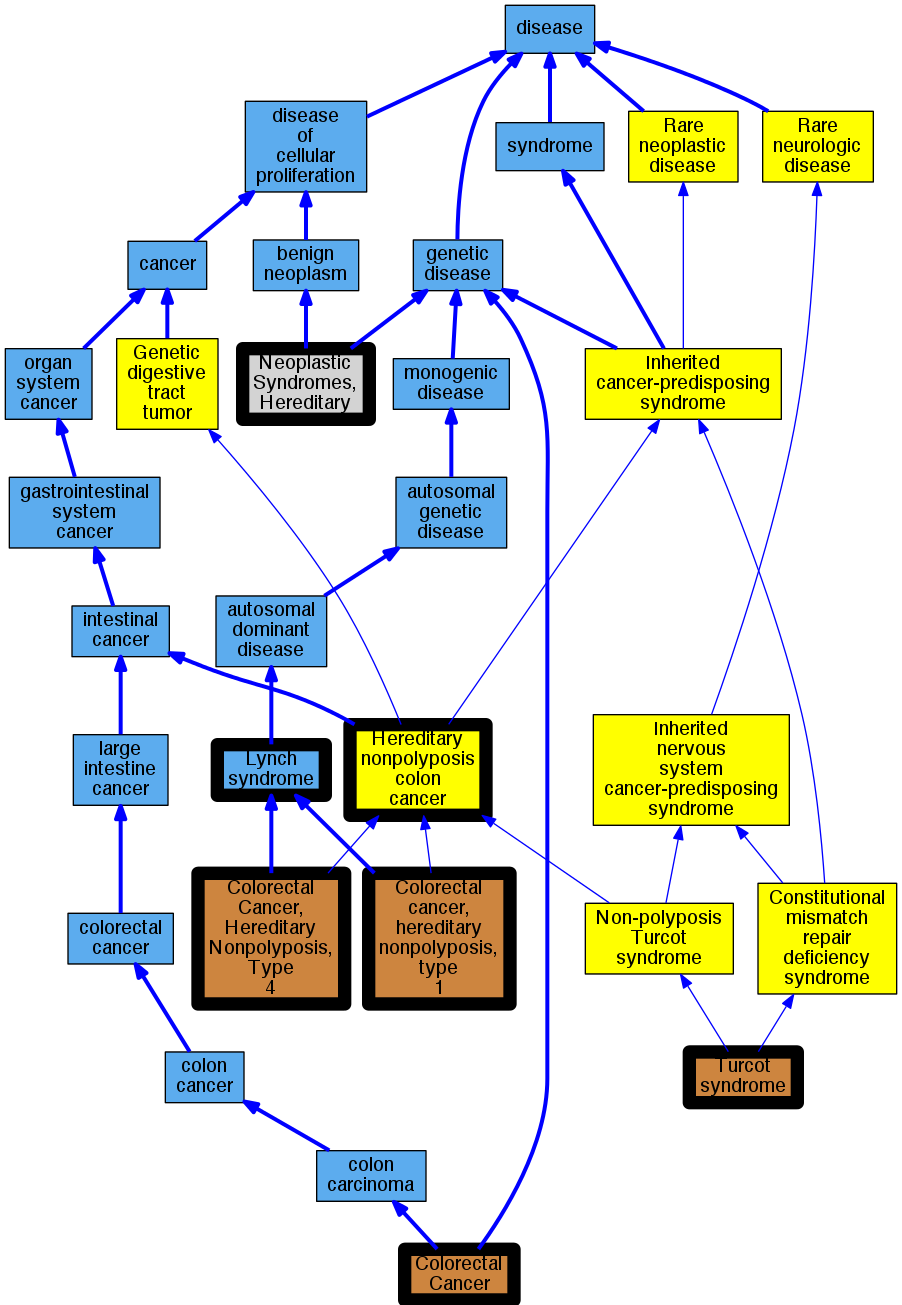 disease
disease
of
cellular
proliferation
syndrome
Rare
neoplastic
disease
Rare
neurologic
disease
cancer
benign
neoplasm
genetic
disease
organ
system
cancer
Genetic
digestive
tract
tumor
Neoplastic
Syndromes,
Hereditary
monogenic
disease
Inherited
cancer-predisposing
syndrome
gastrointestinal
system
cancer
autosomal
genetic
disease
intestinal
cancer
autosomal
dominant
disease
large
intestine
cancer
Lynch
syndrome
Hereditary
nonpolyposis
colon
cancer
Inherited
nervous
system
cancer-predisposing
syndrome
colorectal
cancer
Colorectal
Cancer,
Hereditary
Nonpolyposis,
Type
4
Colorectal
cancer,
hereditary
nonpolyposis,
type
1
Non-polyposis
Turcot
syndrome
Constitutional
mismatch
repair
deficiency
syndrome
colon
cancer
Turcot
syndrome
colon
carcinoma
Colorectal
Cancer